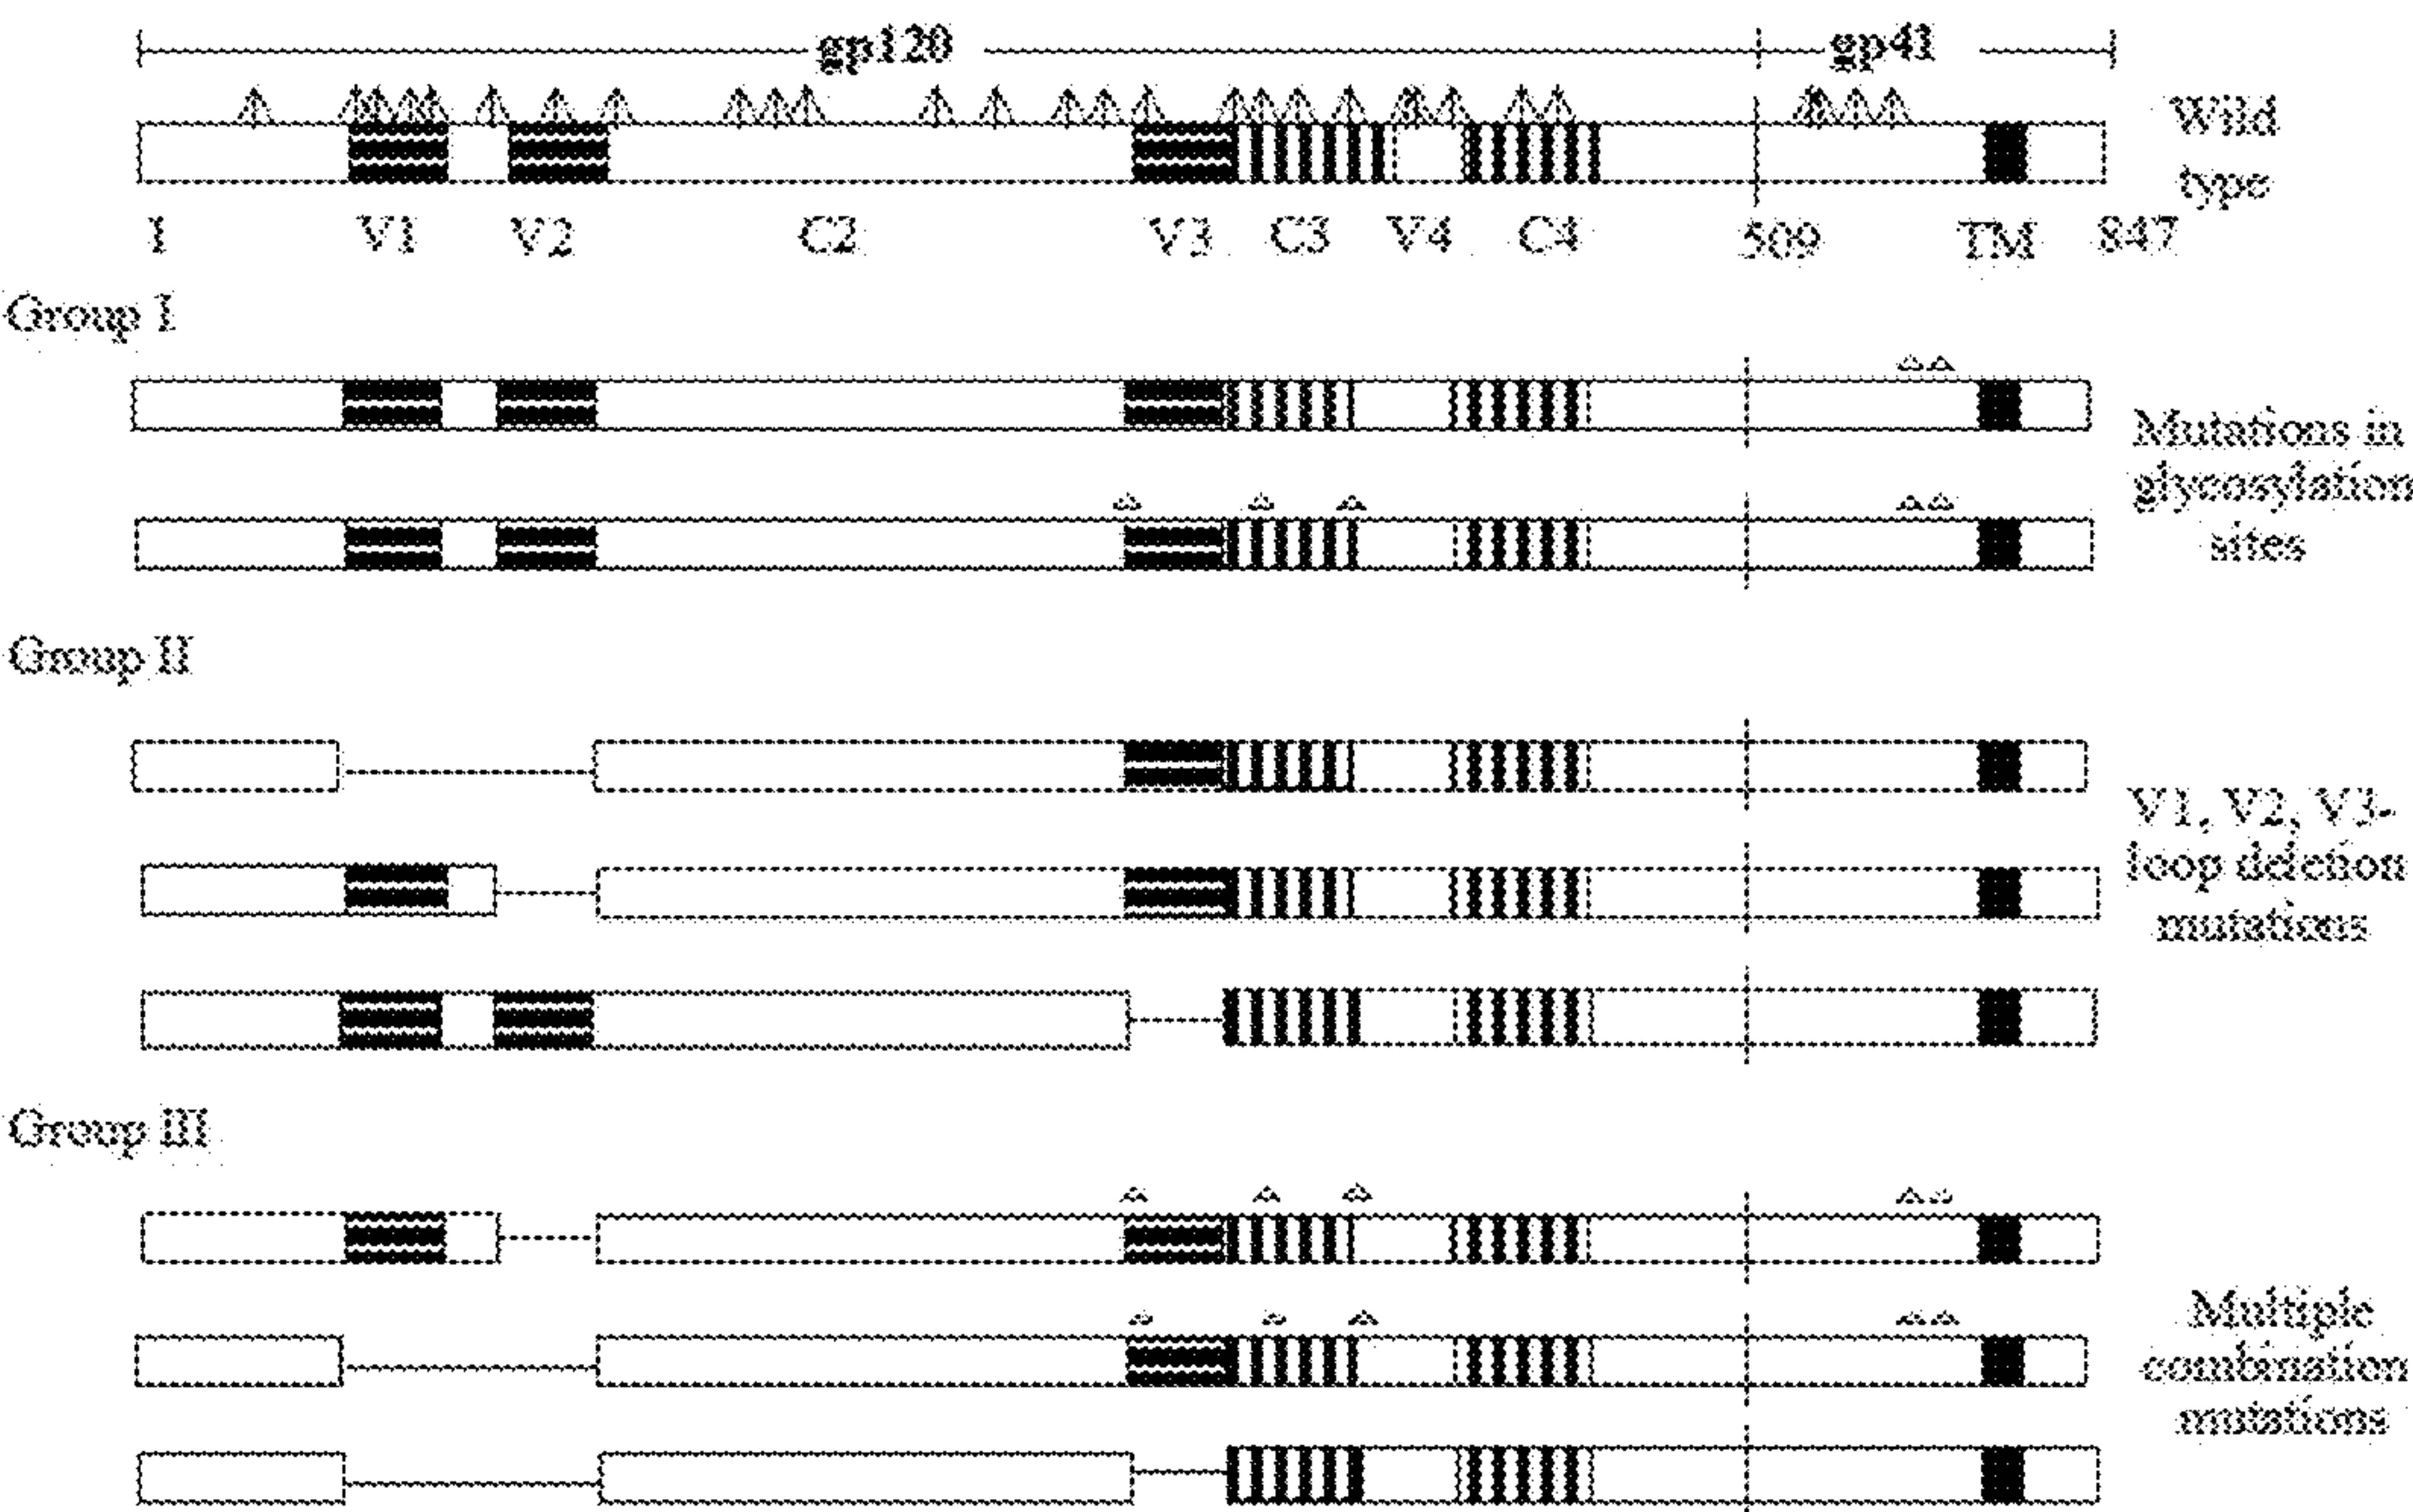 gp120 gp41
Wild
type
I V1 V2 C2 V3 C3 V4 C4 509 TM 847
Group I
Mutations in
glycosylation
sites
Group II
V1, V2, V3-
loop deletion
mutations
Group iII
Multiple
combination
mutations